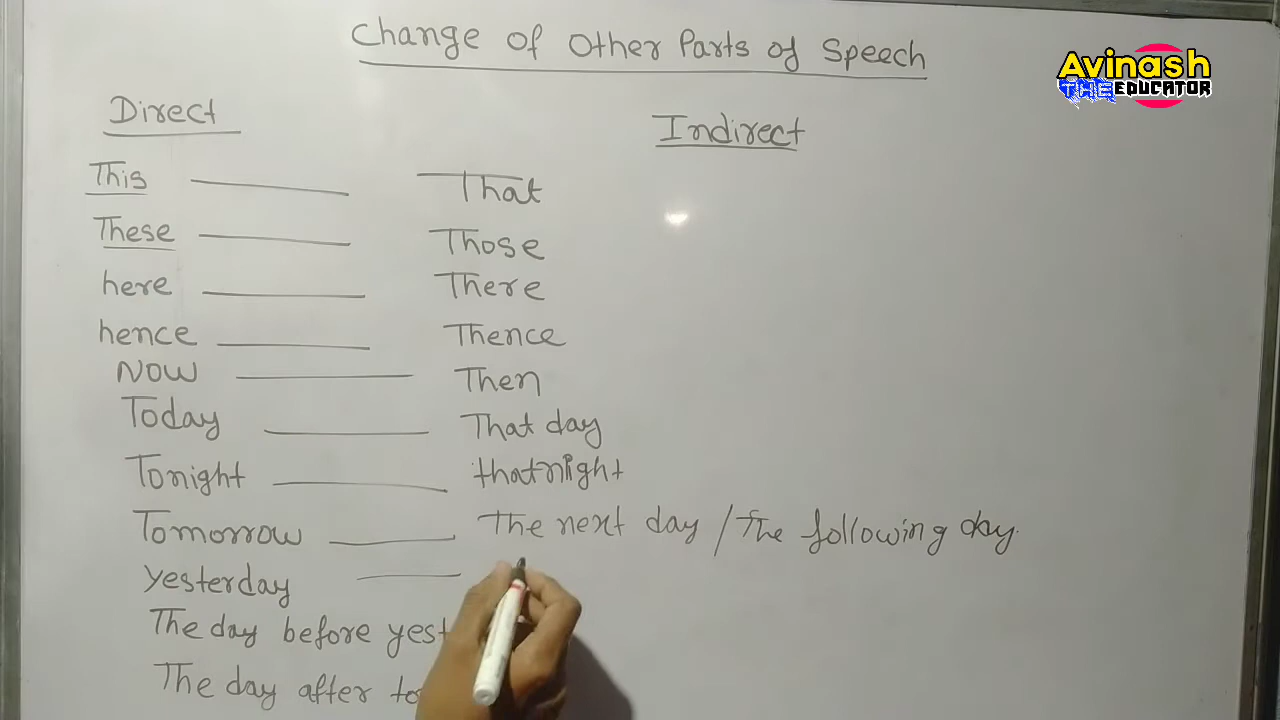 Change of Other Parts of Speech
Avinash
THE EDUCATOR
Direct Indirect
This That
These Those
here There
hence Thence
Now Then
Today That day
Tonight thatnight
Tomorrow The next day / The following day.
yesterday
The day before
The day after